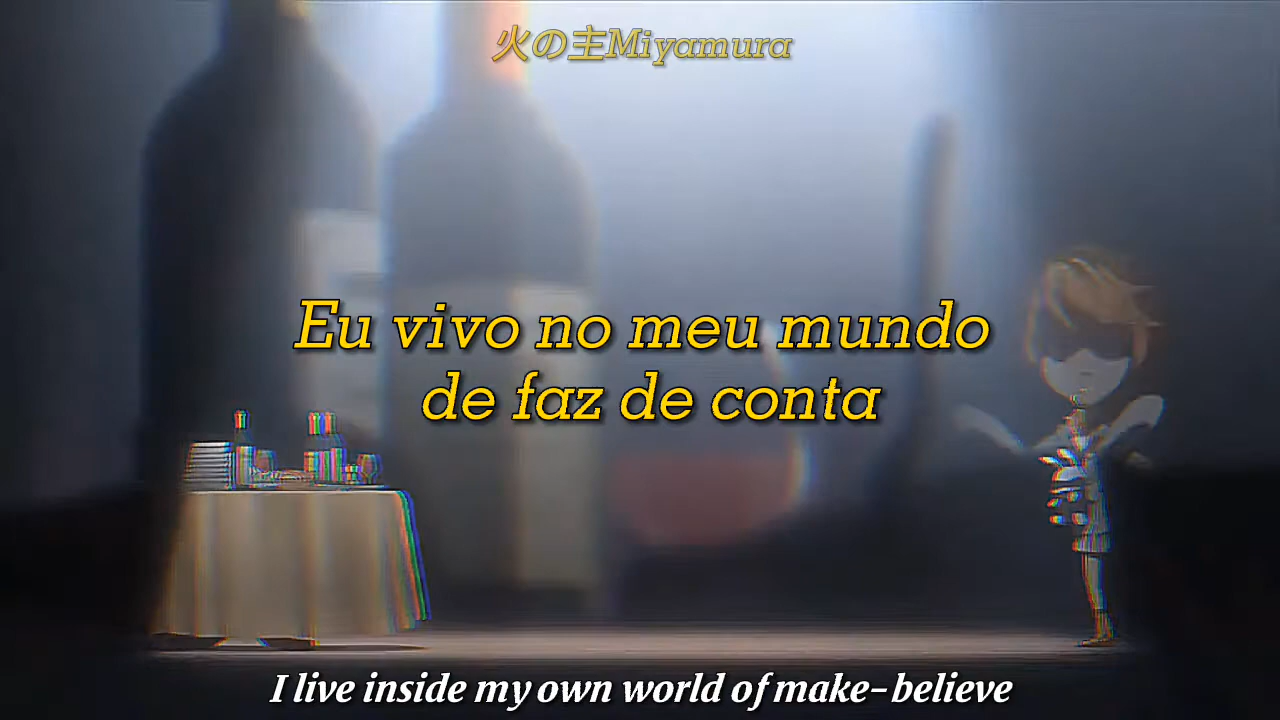 火の主Miyamura
Eu vivo no meu mundo
de faz de conta
I live inside my own world of make-believe